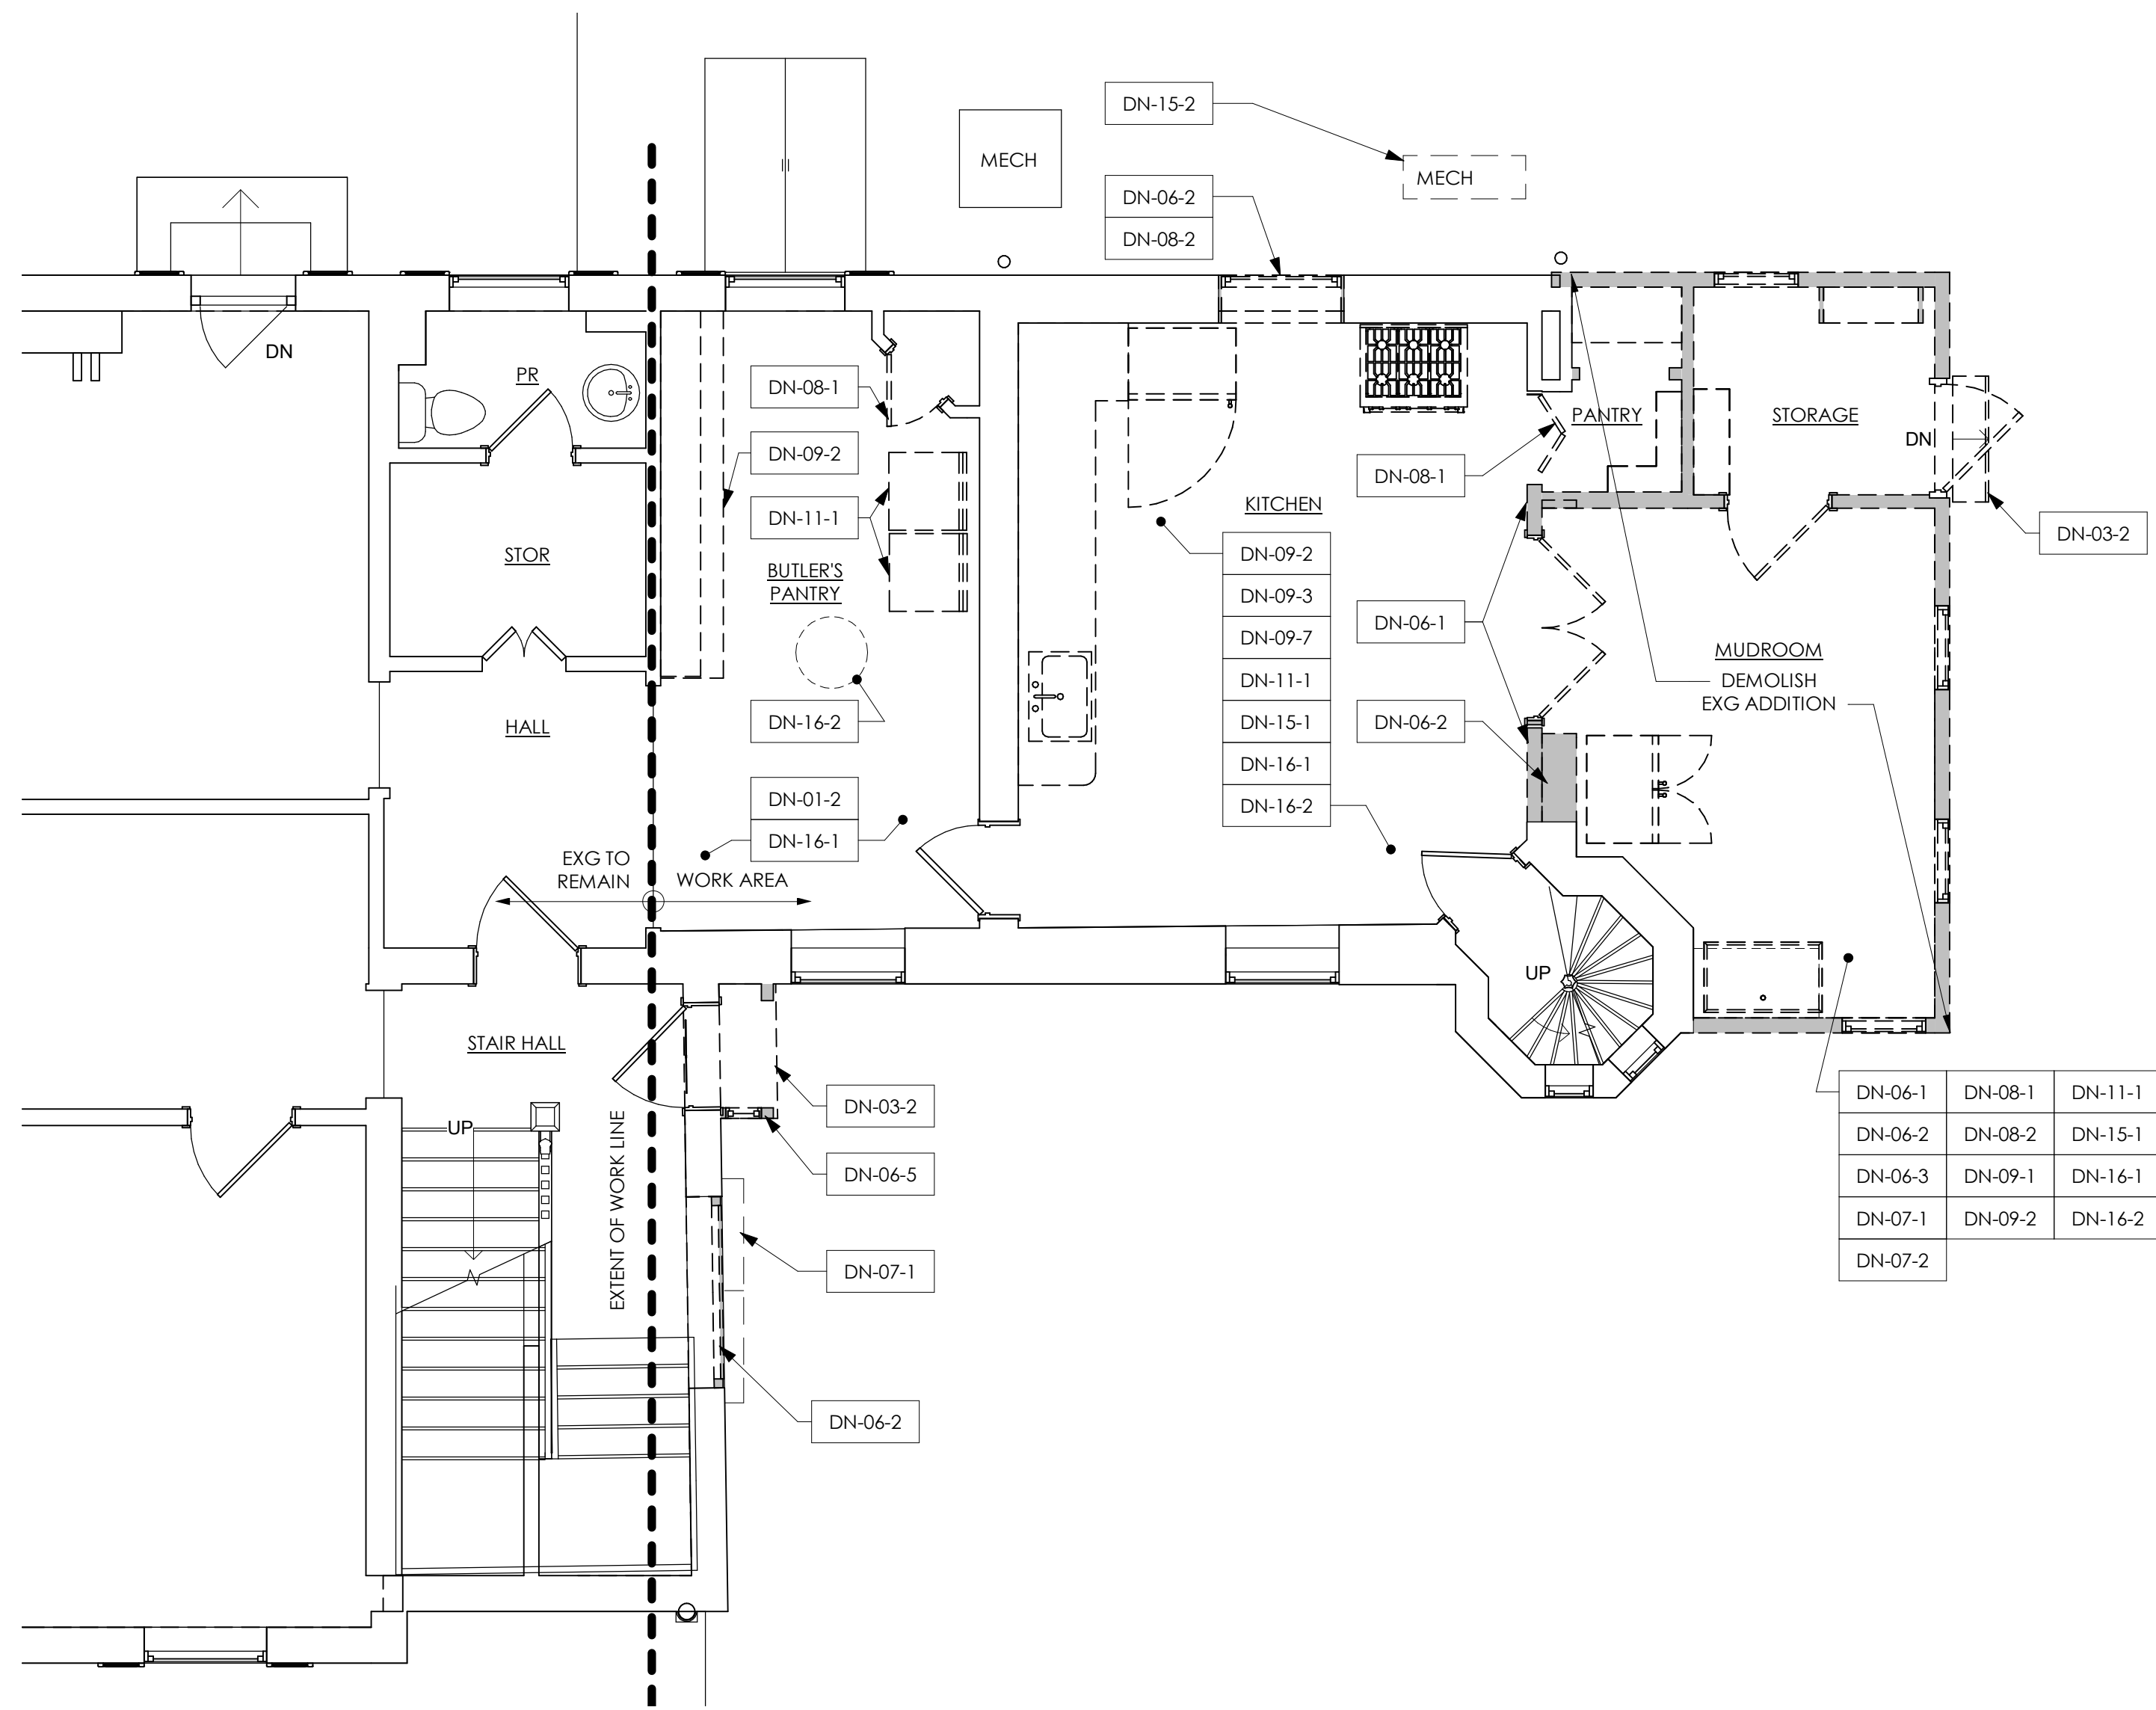 DN-15-2
MECH
MECH
DN-06-2
DN-08-2
DN
PR
DN-08-1
DN-09-2
DN-11-1
STOR
BUTLER'S
PANTRY
DN-16-2
HALL
DN-01-2
DN-16-1
EXG TO
REMAIN
WORK AREA
KITCHEN
DN-09-2
DN-09-3
DN-09-7
DN-11-1
DN-15-1
DN-16-1
DN-16-2
DN-08-1
PANTRY
STORAGE
DN
DN-03-2
DN-06-1
DN-06-2
MUDROOM
DEMOLISH
EXG ADDITION
UP
STAIR HALL
UP
EXTENT OF WORK LINE
DN-03-2
DN-06-5
DN-07-1
DN-06-2
DN-06-1 DN-08-1 DN-11-1
DN-06-2 DN-08-2 DN-15-1
DN-06-3 DN-09-1 DN-16-1
DN-07-1 DN-09-2 DN-16-2
DN-07-2